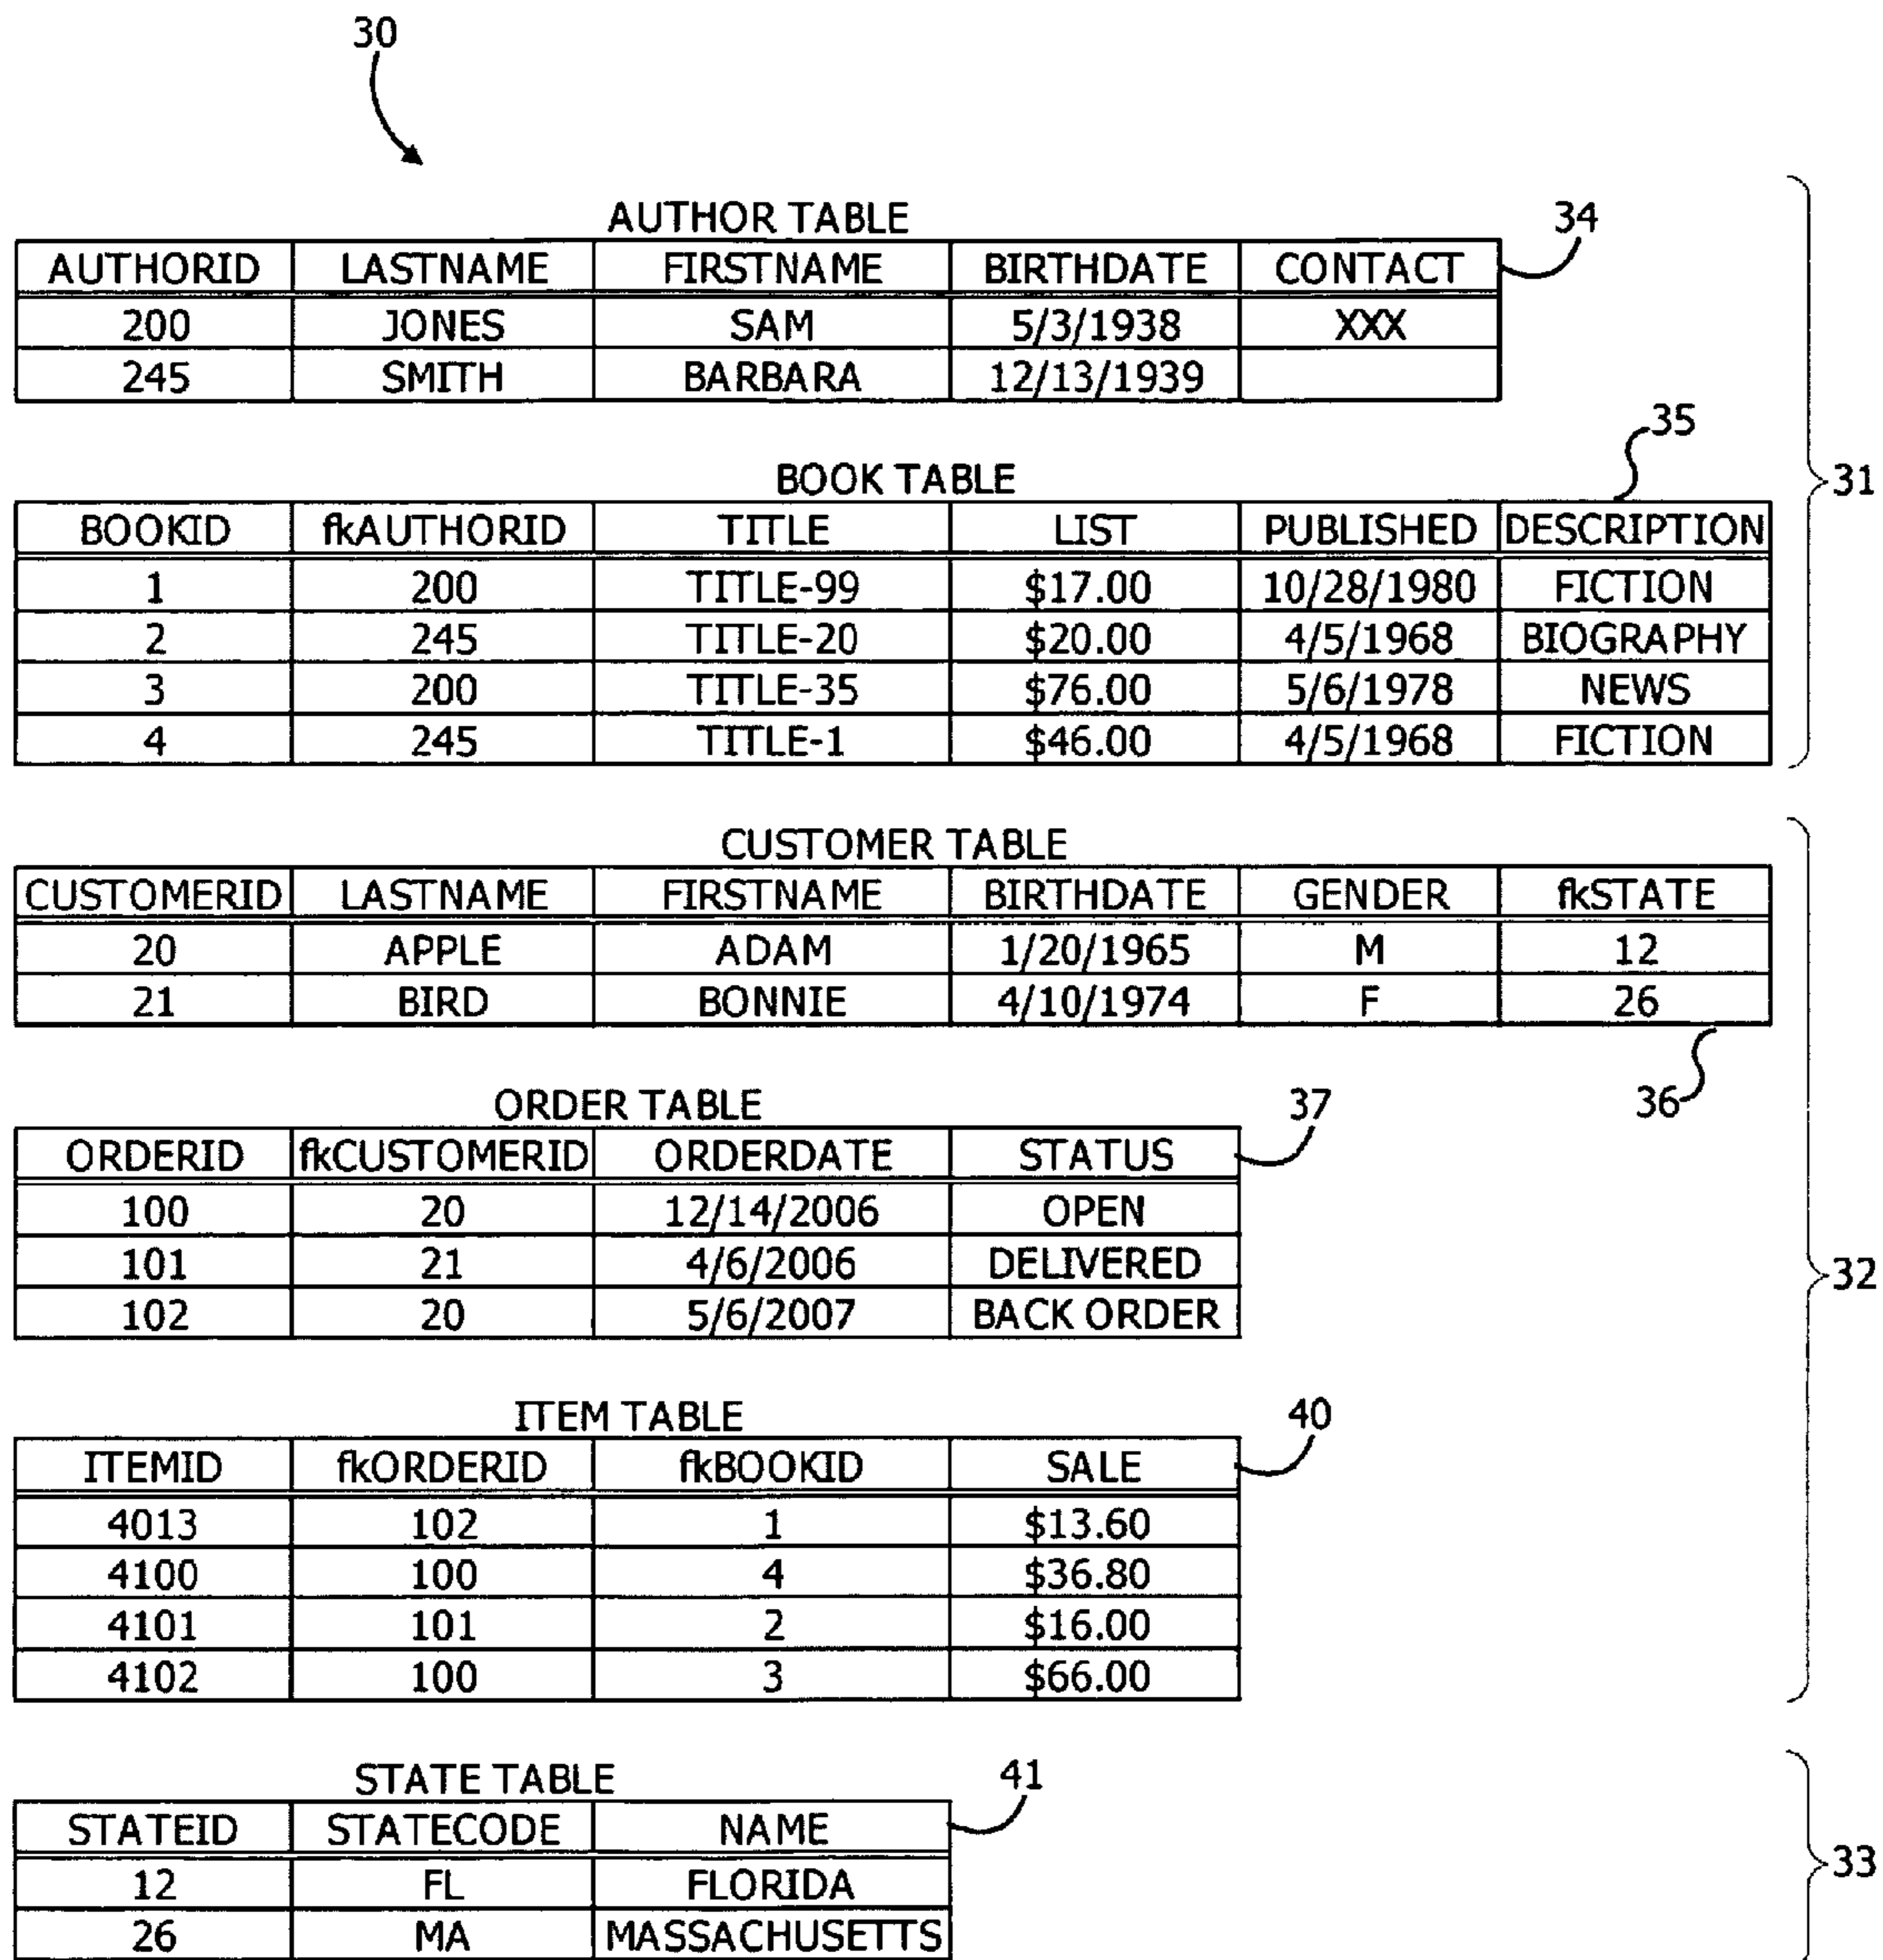 30
AUTHOR TABLE
34
AUTHORID LASTNAME FIRSTNAME BIRTHDATE CONTACT
200 JONES SAM 5/3/1938 XXX
245 SMITH BARBARA 12/13/1939
35
BOOK TABLE
31
BOOKID fkAUTHORID TITLE LIST PUBLISHED DESCRIPTION
1 200 TITLE-99 $17.00 10/28/1980 FICTION
2 245 TITLE-20 $20.00 4/5/1968 BIOGRAPHY
3 200 TITLE-35 $76.00 5/6/1978 NEWS
4 245 TITLE-1 $46.00 4/5/1968 FICTION
CUSTOMER TABLE
CUSTOMERID LASTNAME FIRSTNAME BIRTHDATE GENDER fkSTATE
20 APPLE ADAM 1/20/1965 M 12
21 BIRD BONNIE 4/10/1974 F 26
36
ORDER TABLE
37
ORDERID fkCUSTOMERID ORDERDATE STATUS
100 20 12/14/2006 OPEN
101 21 4/6/2006 DELIVERED
32
102 20 5/6/2007 BACK ORDER
ITEM TABLE
40
ITEMID fkORDERID fkBOOKID SALE
4013 102 1 $13.60
4100 100 4 $36.80
4101 101 2 $16.00
4102 100 3 $66.00
STATE TABLE
41
STATEID STATECODE NAME
33
12 FL FLORIDA
26 MA MASSACHUSETTS